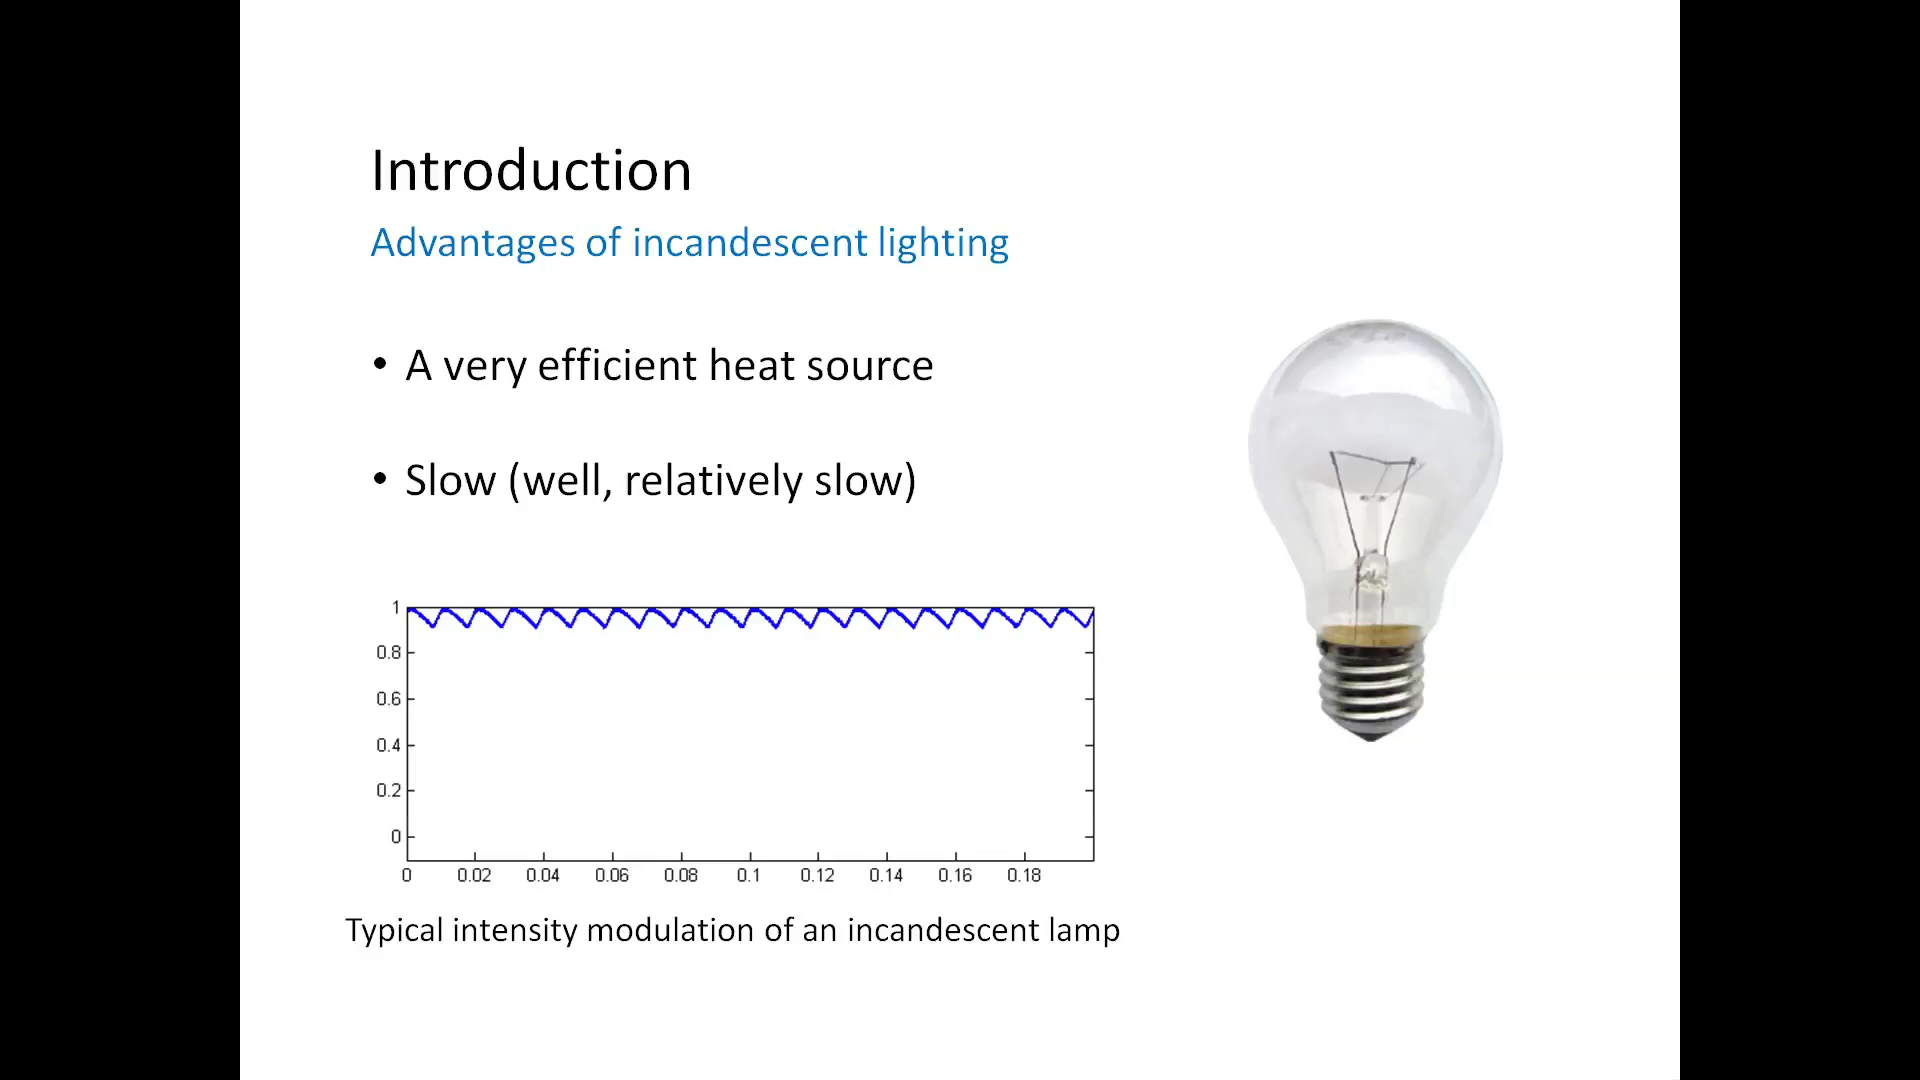 Introduction
Advantages of incandescent lighting
• A very efficient heat source
• Slow (well, relatively slow)
1
0.8
0.6
0.4
0.2
0
0 0.02 0.04 0.06 0.08 0.1 0.12 0.14 0.16 0.18
Typical intensity modulation of an incandescent lamp